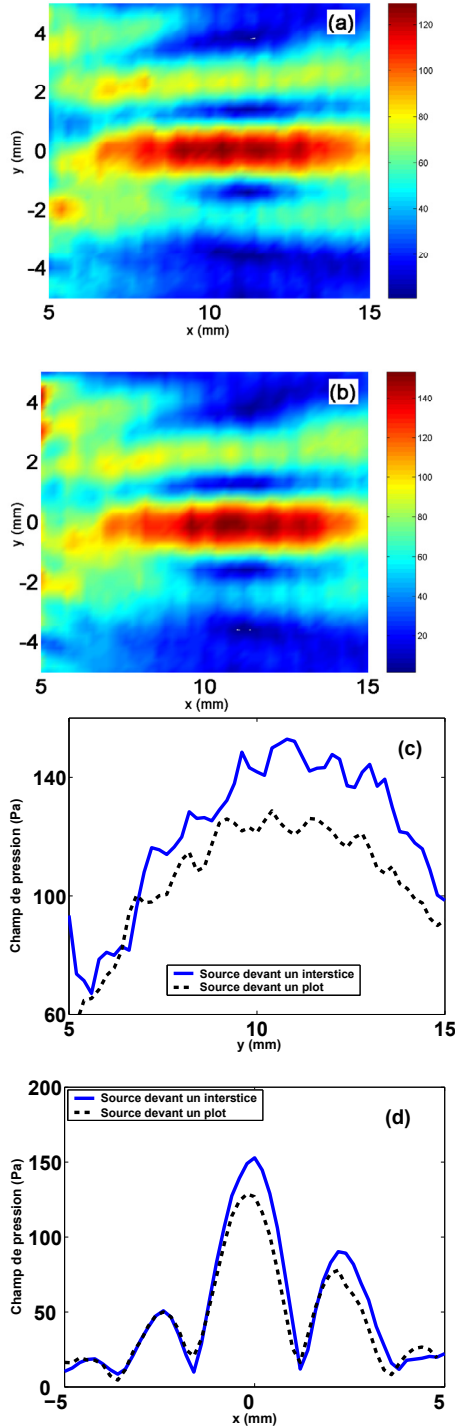 (a)
4
2
0
-2
-4
y (mm)
5
10
15
x (mm)
120
100
80
60
40
20
(b)
4
2
0
-2
-4
y (mm)
5
10
15
x (mm)
140
120
100
80
60
40
20
(c)
140
100
60
Champ de pression (Pa)
Source devant un interstice
Source devant un plot
5
10
15
y (mm)
200
150
100
50
0
Champ de pression (Pa)
Source devant un interstice
Source devant un plot
(d)
−5
0
5
x (mm)